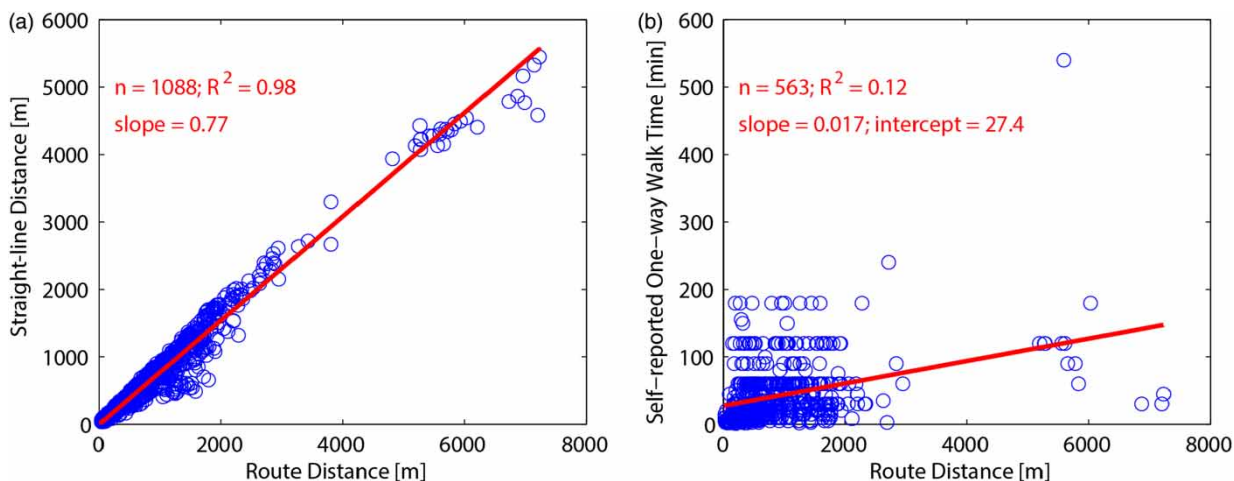 (a)
6000
5000
4000
3000
2000
1000
0
Straight-line Distance [m]
n = 1088; R² = 0.98
slope = 0.77
0
2000
4000
6000
8000
Route Distance [m]
(b)
600
500
400
300
200
100
0
Self-reported One-way Walk Time [min]
n = 563; R² = 0.12
slope = 0.017; intercept = 27.4
0
2000
4000
6000
8000
Route Distance [m]